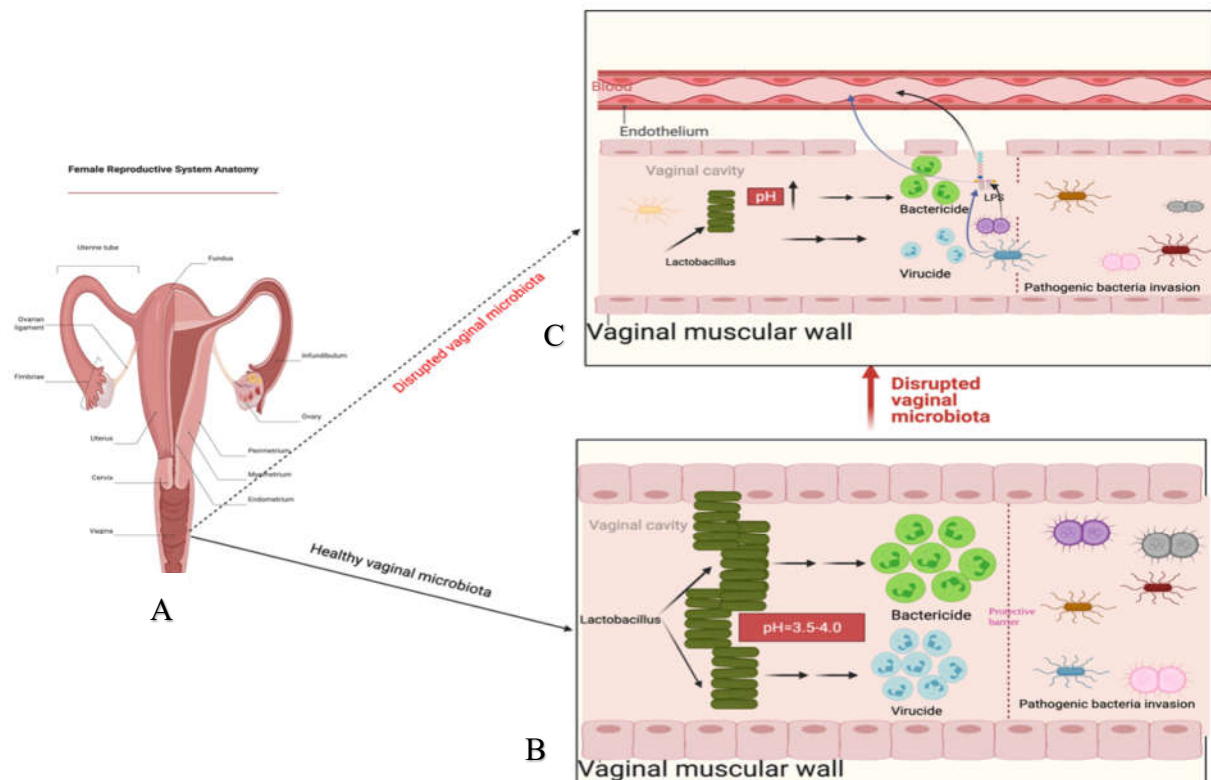 Female Reproductive System Anatomy
Uterine tube
Fundus
Ovarian
ligament
Fimbriae
Infundibulum
Ovary
Uterus
Perimetrium
Myometrium
Cervix
Endometrium
Vagina
A
Disrupted vaginal microbiota
Healthy vaginal microbiota
C
Blood
Endothelium
Vaginal cavity
pH
Lactobacillus
Bactericide
LPS
Virucide
Pathogenic bacteria invasion
Vaginal muscular wall
Disrupted
vaginal
microbiota
B
Vaginal cavity
Lactobacillus
pH=3.5-4.0
Bactericide
Protective
barrier
Virucide
Pathogenic bacteria invasion
Vaginal muscular wall